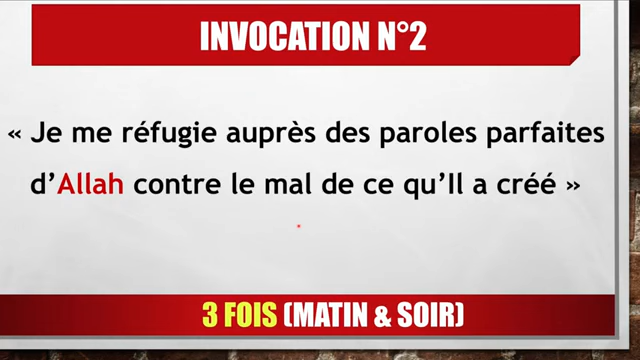 INVOCATION N°2
« Je me réfugie auprès des paroles parfaites
d’Allah contre le mal de ce qu’Il a créé »
3 FOIS (MATIN & SOIR)